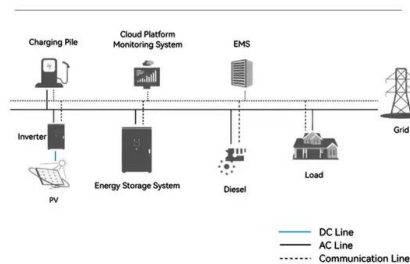 Charging Pile
Cloud Platform
Monitoring System
EMS
Grid
Inverter
PV
Energy Storage System
Diesel
Load
DC Line
AC Line
Communication Line